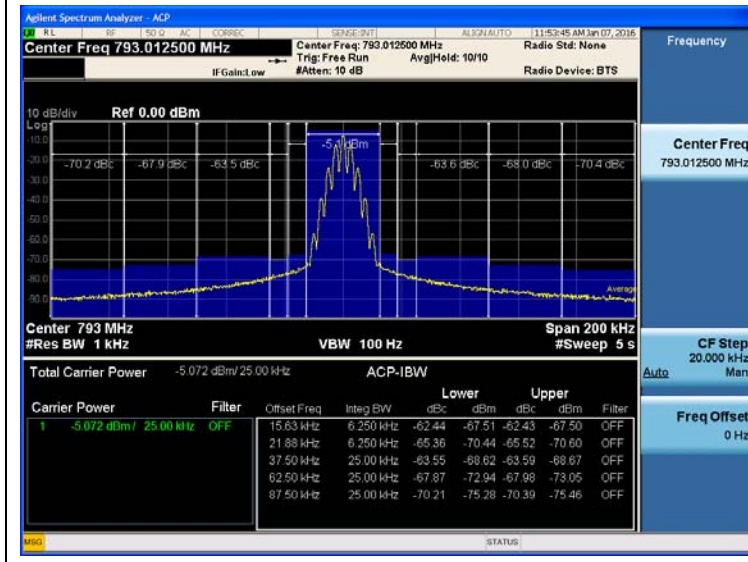 Agilent Spectrum Analyzer - ACP
RL RF 50 Ω AC CORREC SENSE:INT ALIGN AUTO 11:53:45 AM Jan 07, 2016
Center Freq 793.012500 MHz
Center Freq: 793.012500 MHz Radio Std: None
Trig: Free Run Avg|Hold: 10/10
IFGain:Low #Atten: 10 dB Radio Device: BTS
10 dB/div Ref 0.00 dBm
Log
-10.0
-20.0
-30.0
-40.0
-50.0
-60.0
-70.0
-80.0
-90.0
-5.1 dBm
-70.2 dBc -67.9 dBc -63.5 dBc -63.6 dBc -68.0 dBc -70.4 dBc
Average
Center 793 MHz Span 200 kHz
#Res BW 1 kHz VBW 100 Hz #Sweep 5 s
Total Carrier Power -5.072 dBm/ 25.00 kHz ACP-IBW
Lower Upper
Carrier Power Filter Offset Freq Integ BW dBc dBm dBc dBm Filter
1 -5.072 dBm / 25.00 kHz OFF 15.63 kHz 6.250 kHz -62.44 -67.51 -62.43 -67.50 OFF
21.88 kHz 6.250 kHz -65.36 -70.44 -65.52 -70.60 OFF
37.50 kHz 25.00 kHz -63.55 -68.62 -63.59 -68.67 OFF
62.50 kHz 25.00 kHz -67.87 -72.94 -67.98 -73.05 OFF
87.50 kHz 25.00 kHz -70.21 -75.28 -70.39 -75.46 OFF
MSG STATUS
Frequency
Center Freq
793.012500 MHz
CF Step
20.000 kHz
Auto Man
Freq Offset
0 Hz